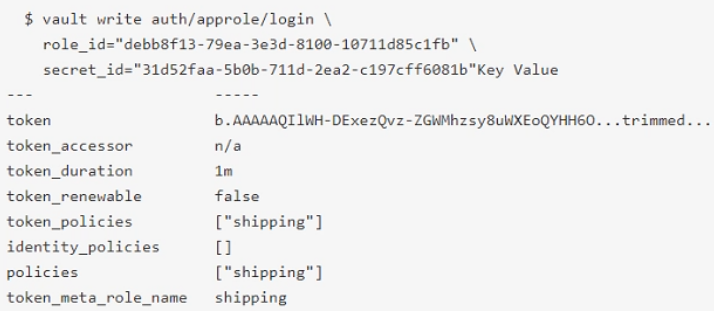 $ vault write auth/approle/login \
role_id="debb8f13-79ea-3e3d-8100-10711d85c1fb" \
secret_id="31d52faa-5b0b-711d-2ea2-c197cff6081b"Key Value
--- -----
token b.AAAAAQIlWH-DExezQvz-ZGWMhzsy8uWXEoQYHH6O...trimmed...
token_accessor n/a
token_duration 1m
token_renewable false
token_policies ["shipping"]
identity_policies []
policies ["shipping"]
token_meta_role_name shipping